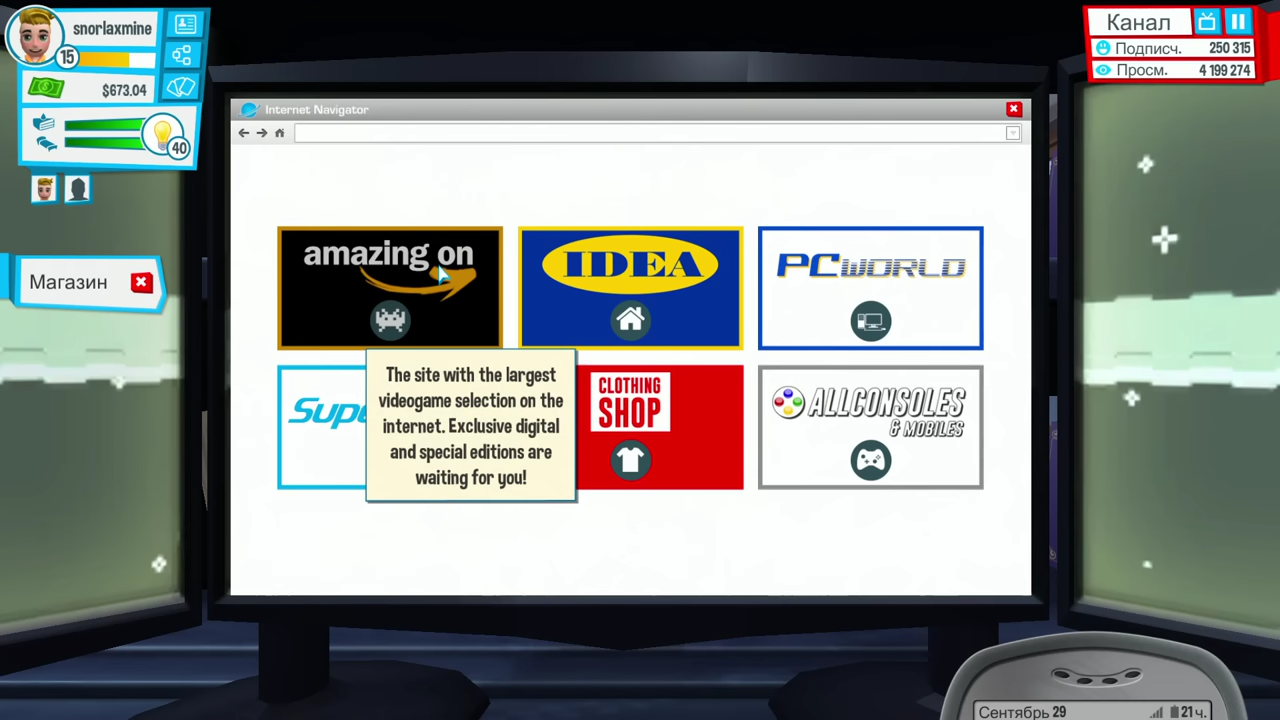 snorlaxmine
15
$673.04
40
Магазин
Канал
Подписч. 250 315
Просм. 4 199 274
Internet Navigator
amazing on
IDEA
PCWORLD
The site with the largest
videogame selection on the
internet. Exclusive digital
and special editions are
waiting for you!
Supe
CLOTHING
SHOP
ALLCONSOLES
& MOBILES
Сентябрь 29
21 ч.